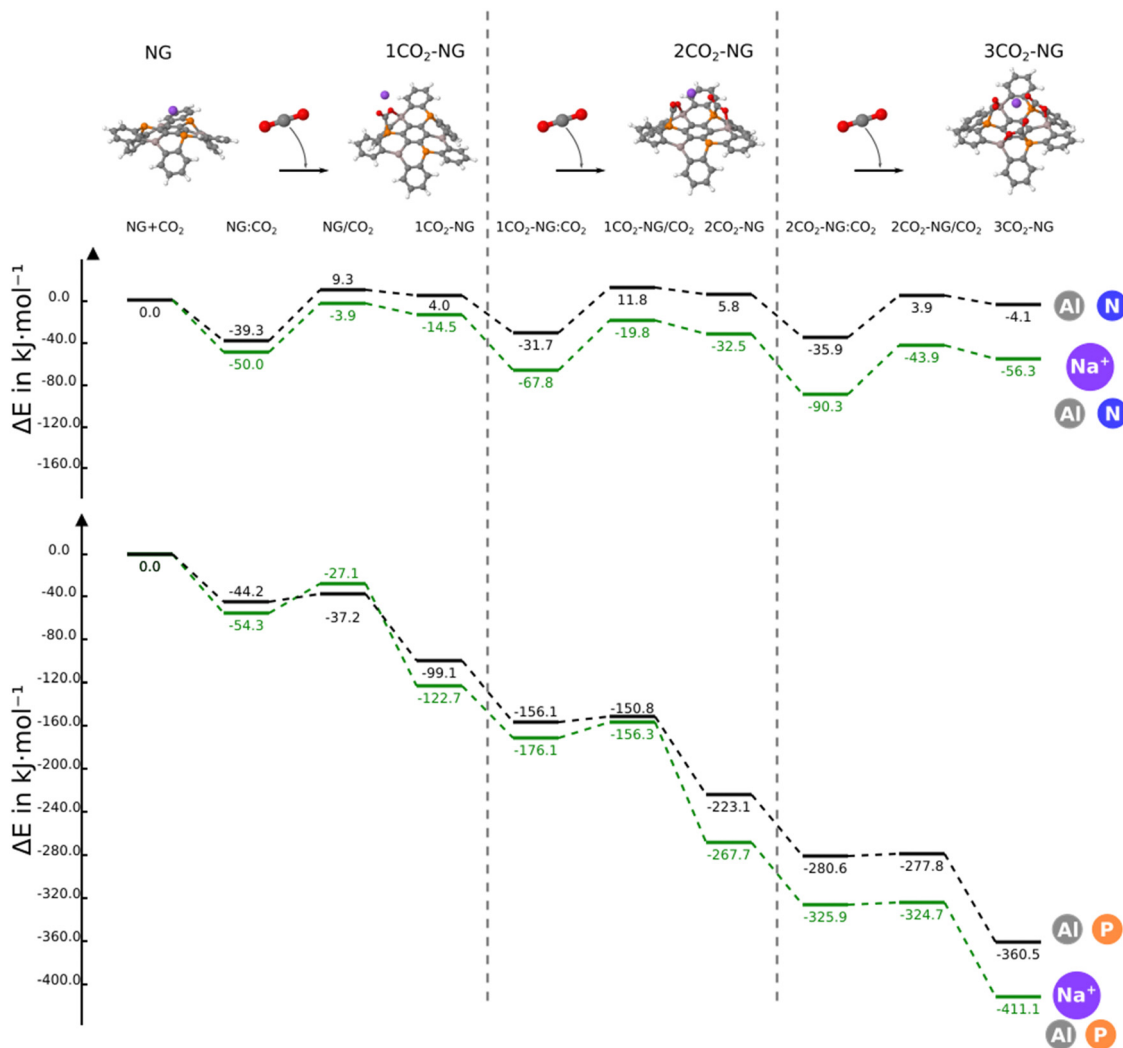 NG 1CO₂-NG 2CO₂-NG 3CO₂-NG
NG+CO₂ NG:CO₂ NG/CO₂ 1CO₂-NG 1CO₂-NG:CO₂ 1CO₂-NG/CO₂ 2CO₂-NG 2CO₂-NG:CO₂ 2CO₂-NG/CO₂ 3CO₂-NG
ΔE in kJ·mol⁻¹
0.0
-40.0
-80.0
-120.0
-160.0
0.0 -39.3 9.3 4.0 -31.7 11.8 5.8 -35.9 3.9 -4.1
Al N
-50.0 -3.9 -14.5 -67.8 -19.8 -32.5 -90.3 -43.9 -56.3
Na⁺
Al N
ΔE in kJ·mol⁻¹
0.0
-40.0
-80.0
-120.0
-160.0
-200.0
-240.0
-280.0
-320.0
-360.0
-400.0
0.0 -44.2 -37.2 -99.1 -156.1 -150.8 -223.1 -280.6 -277.8 -360.5
Al P
-54.3 -27.1 -122.7 -176.1 -156.3 -267.7 -325.9 -324.7 -411.1
Na⁺
Al P